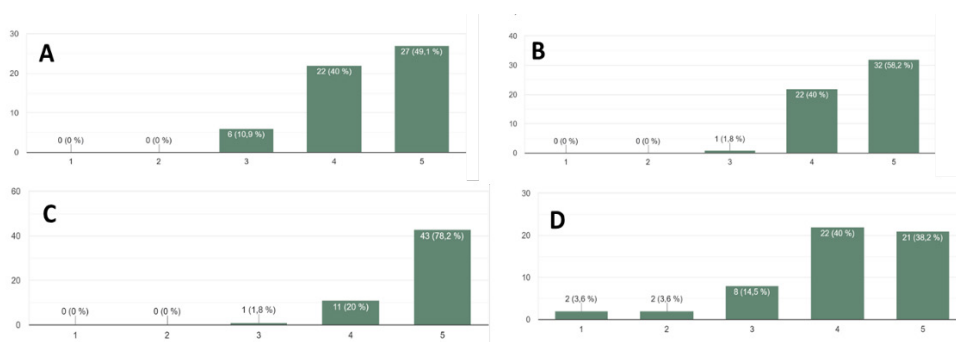 A
30
20
10
0
0 (0 %)
0 (0 %)
6 (10,9 %)
22 (40 %)
27 (49,1 %)
1 2 3 4 5
B
40
30
20
10
0
0 (0 %)
0 (0 %)
1 (1,8 %)
22 (40 %)
32 (58,2 %)
1 2 3 4 5
C
60
40
20
0
0 (0 %)
0 (0 %)
1 (1,8 %)
11 (20 %)
43 (78,2 %)
1 2 3 4 5
D
30
20
10
0
2 (3,6 %)
2 (3,6 %)
8 (14,5 %)
22 (40 %)
21 (38,2 %)
1 2 3 4 5